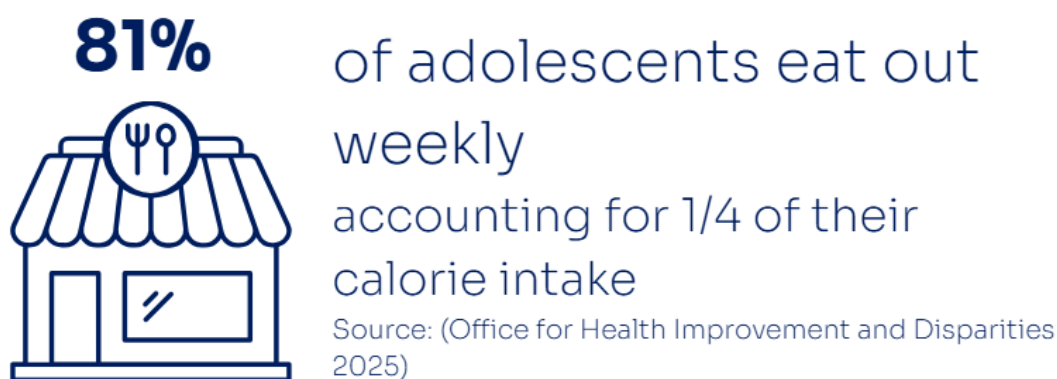 81%
of adolescents eat out
weekly
accounting for 1/4 of their
calorie intake
Source: (Office for Health Improvement and Disparities
2025)